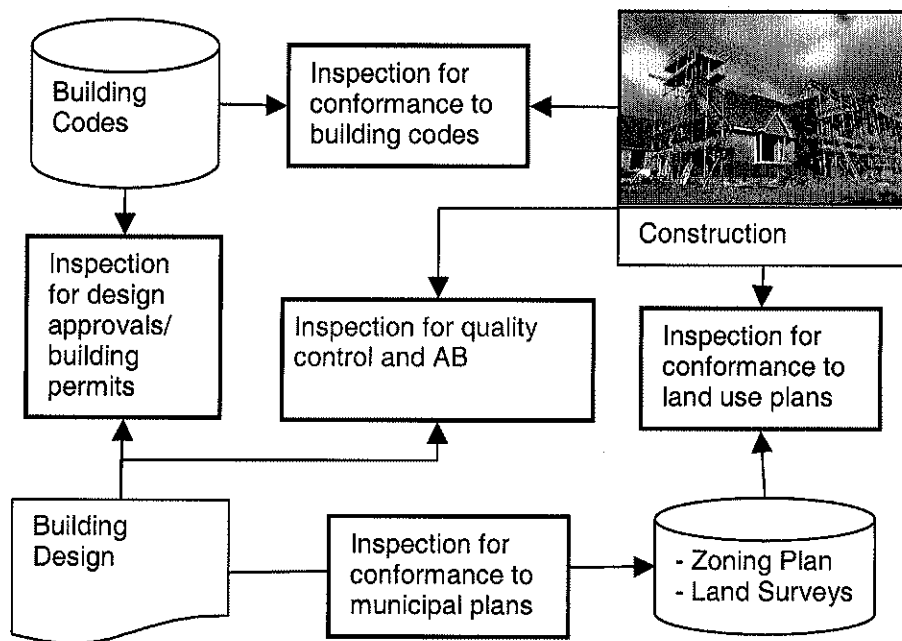 Building
Codes
Inspection for
conformance to
building codes
Construction
Inspection
for design
approvals/
building
permits
Inspection for quality
control and AB
Inspection for
conformance to
land use plans
Building
Design
Inspection for
conformance to
municipal plans
- Zoning Plan
- Land Surveys